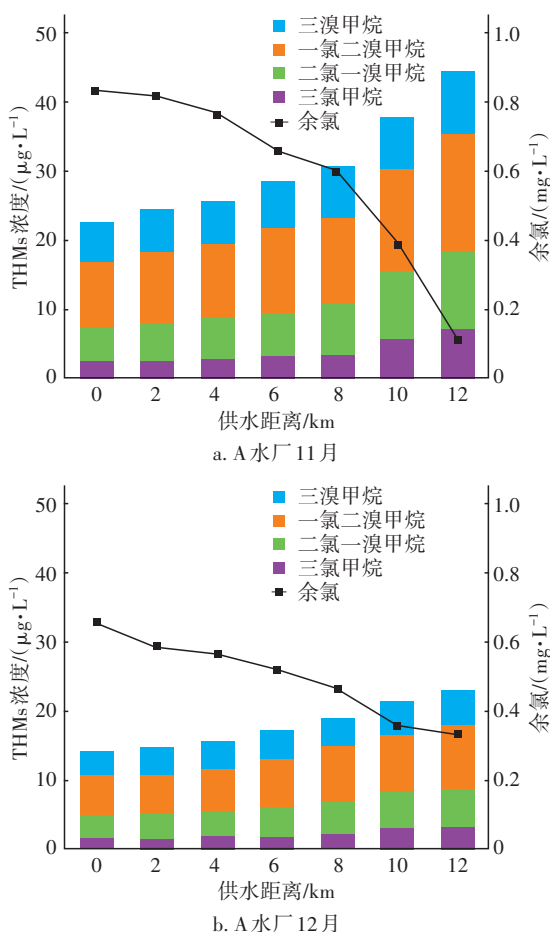 50
40
30
20
10
0
THMs浓度/(μg·L⁻¹)
三溴甲烷
一氯二溴甲烷
二氯一溴甲烷
三氯甲烷
余氯
1.0
0.8
0.6
0.4
0.2
0
余氯/(mg·L⁻¹)
0 2 4 6 8 10 12
供水距离/km
a. A水厂11月
50
40
30
20
10
0
THMs浓度/(μg·L⁻¹)
三溴甲烷
一氯二溴甲烷
二氯一溴甲烷
三氯甲烷
余氯
1.0
0.8
0.6
0.4
0.2
0
余氯/(mg·L⁻¹)
0 2 4 6 8 10 12
供水距离/km
b. A水厂12月